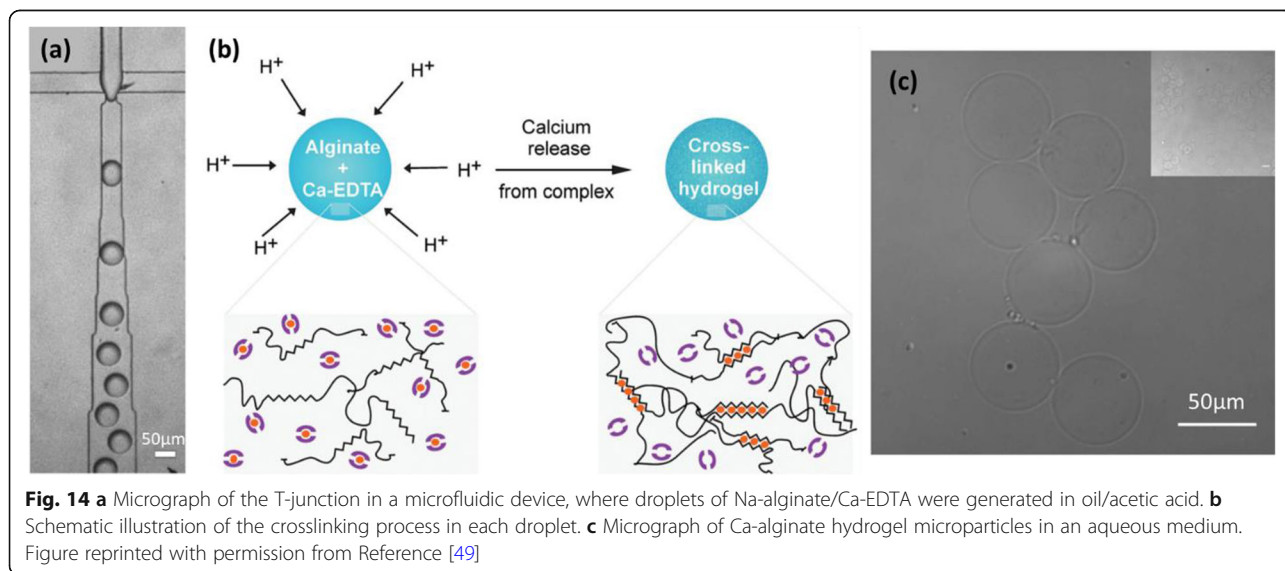 (a)
50μm
(b)
H+
H+
H+
H+
H+
H+
Alginate
+
Ca-EDTA
Calcium
release
from complex
Cross-
linked
hydrogel
(c)
50μm
Fig. 14 a Micrograph of the T-junction in a microfluidic device, where droplets of Na-alginate/Ca-EDTA were generated in oil/acetic acid. b
Schematic illustration of the crosslinking process in each droplet. c Micrograph of Ca-alginate hydrogel microparticles in an aqueous medium.
Figure reprinted with permission from Reference [49]